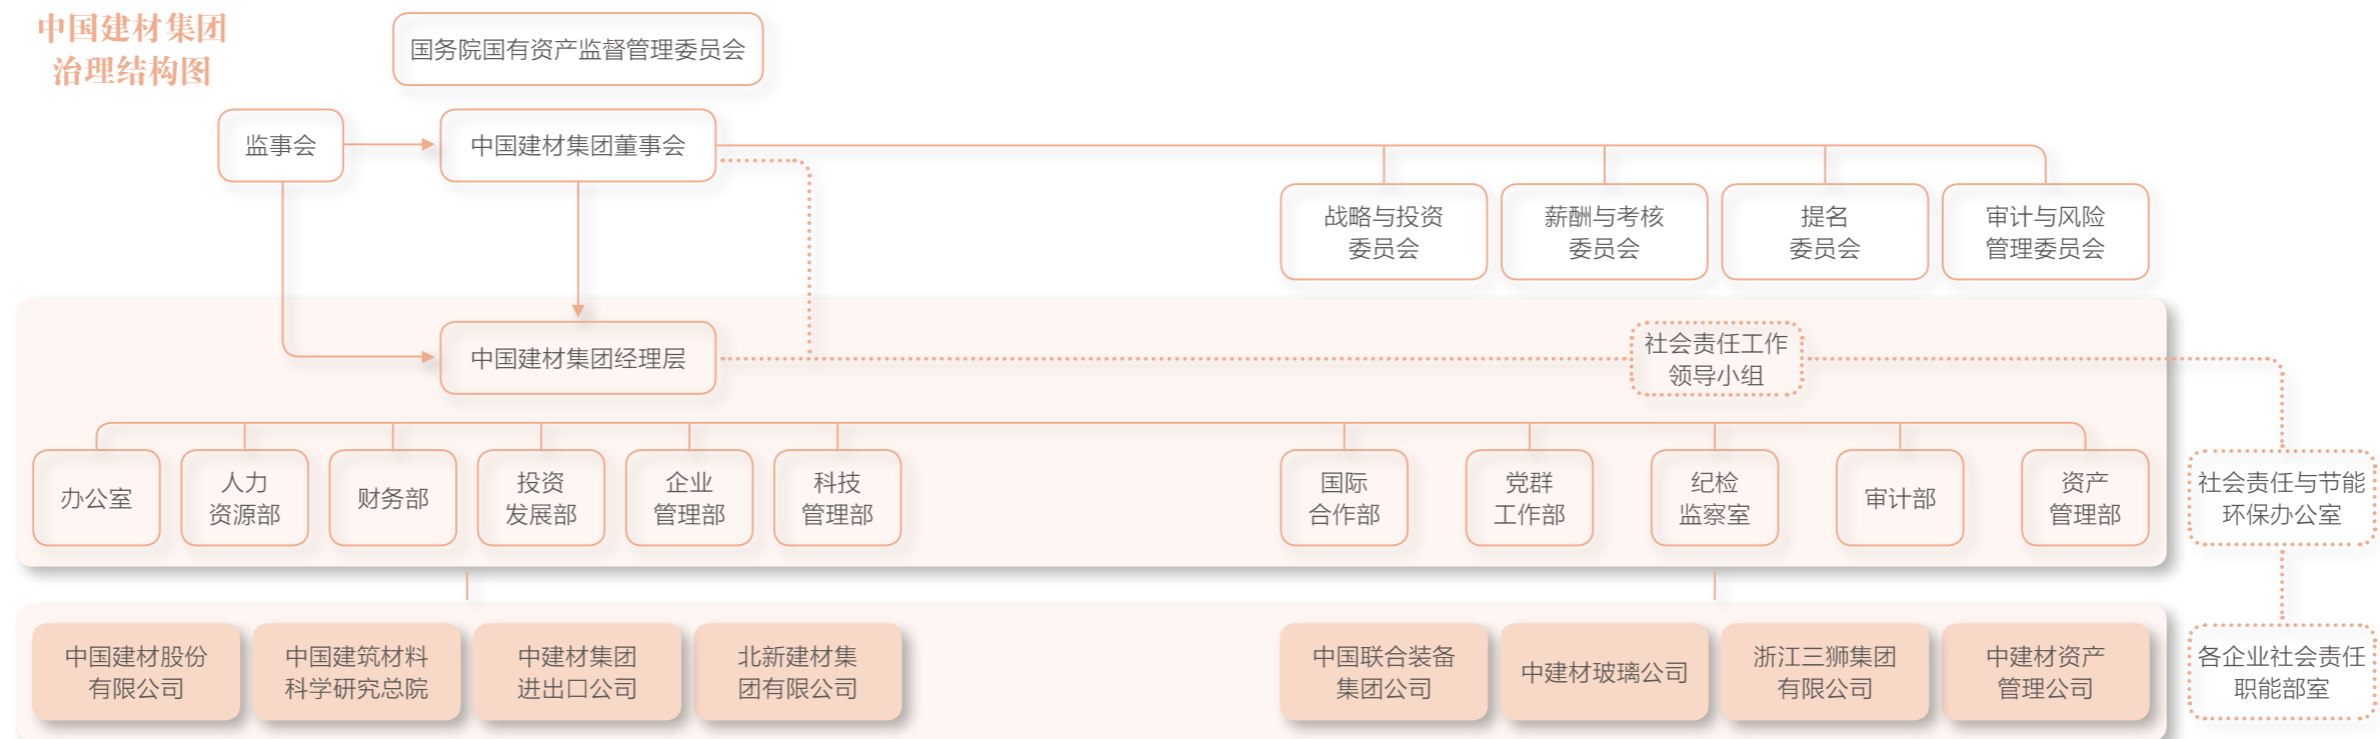 中国建材集团
治理结构图
国务院国有资产监督管理委员会
监事会
中国建材集团董事会
战略与投资
委员会
薪酬与考核
委员会
提名
委员会
审计与风险
管理委员会
中国建材集团经理层
社会责任工作
领导小组
办公室
人力
资源部
财务部
投资
发展部
企业
管理部
科技
管理部
国际
合作部
党群
工作部
纪检
监察室
审计部
资产
管理部
社会责任与节能
环保办公室
中国建材股份
有限公司
中国建筑材料
科学研究总院
中建材集团
进出口公司
北新建材集
团有限公司
中国联合装备
集团公司
中建材玻璃公司
浙江三狮集团
有限公司
中建材资产
管理公司
各企业社会责任
职能部室